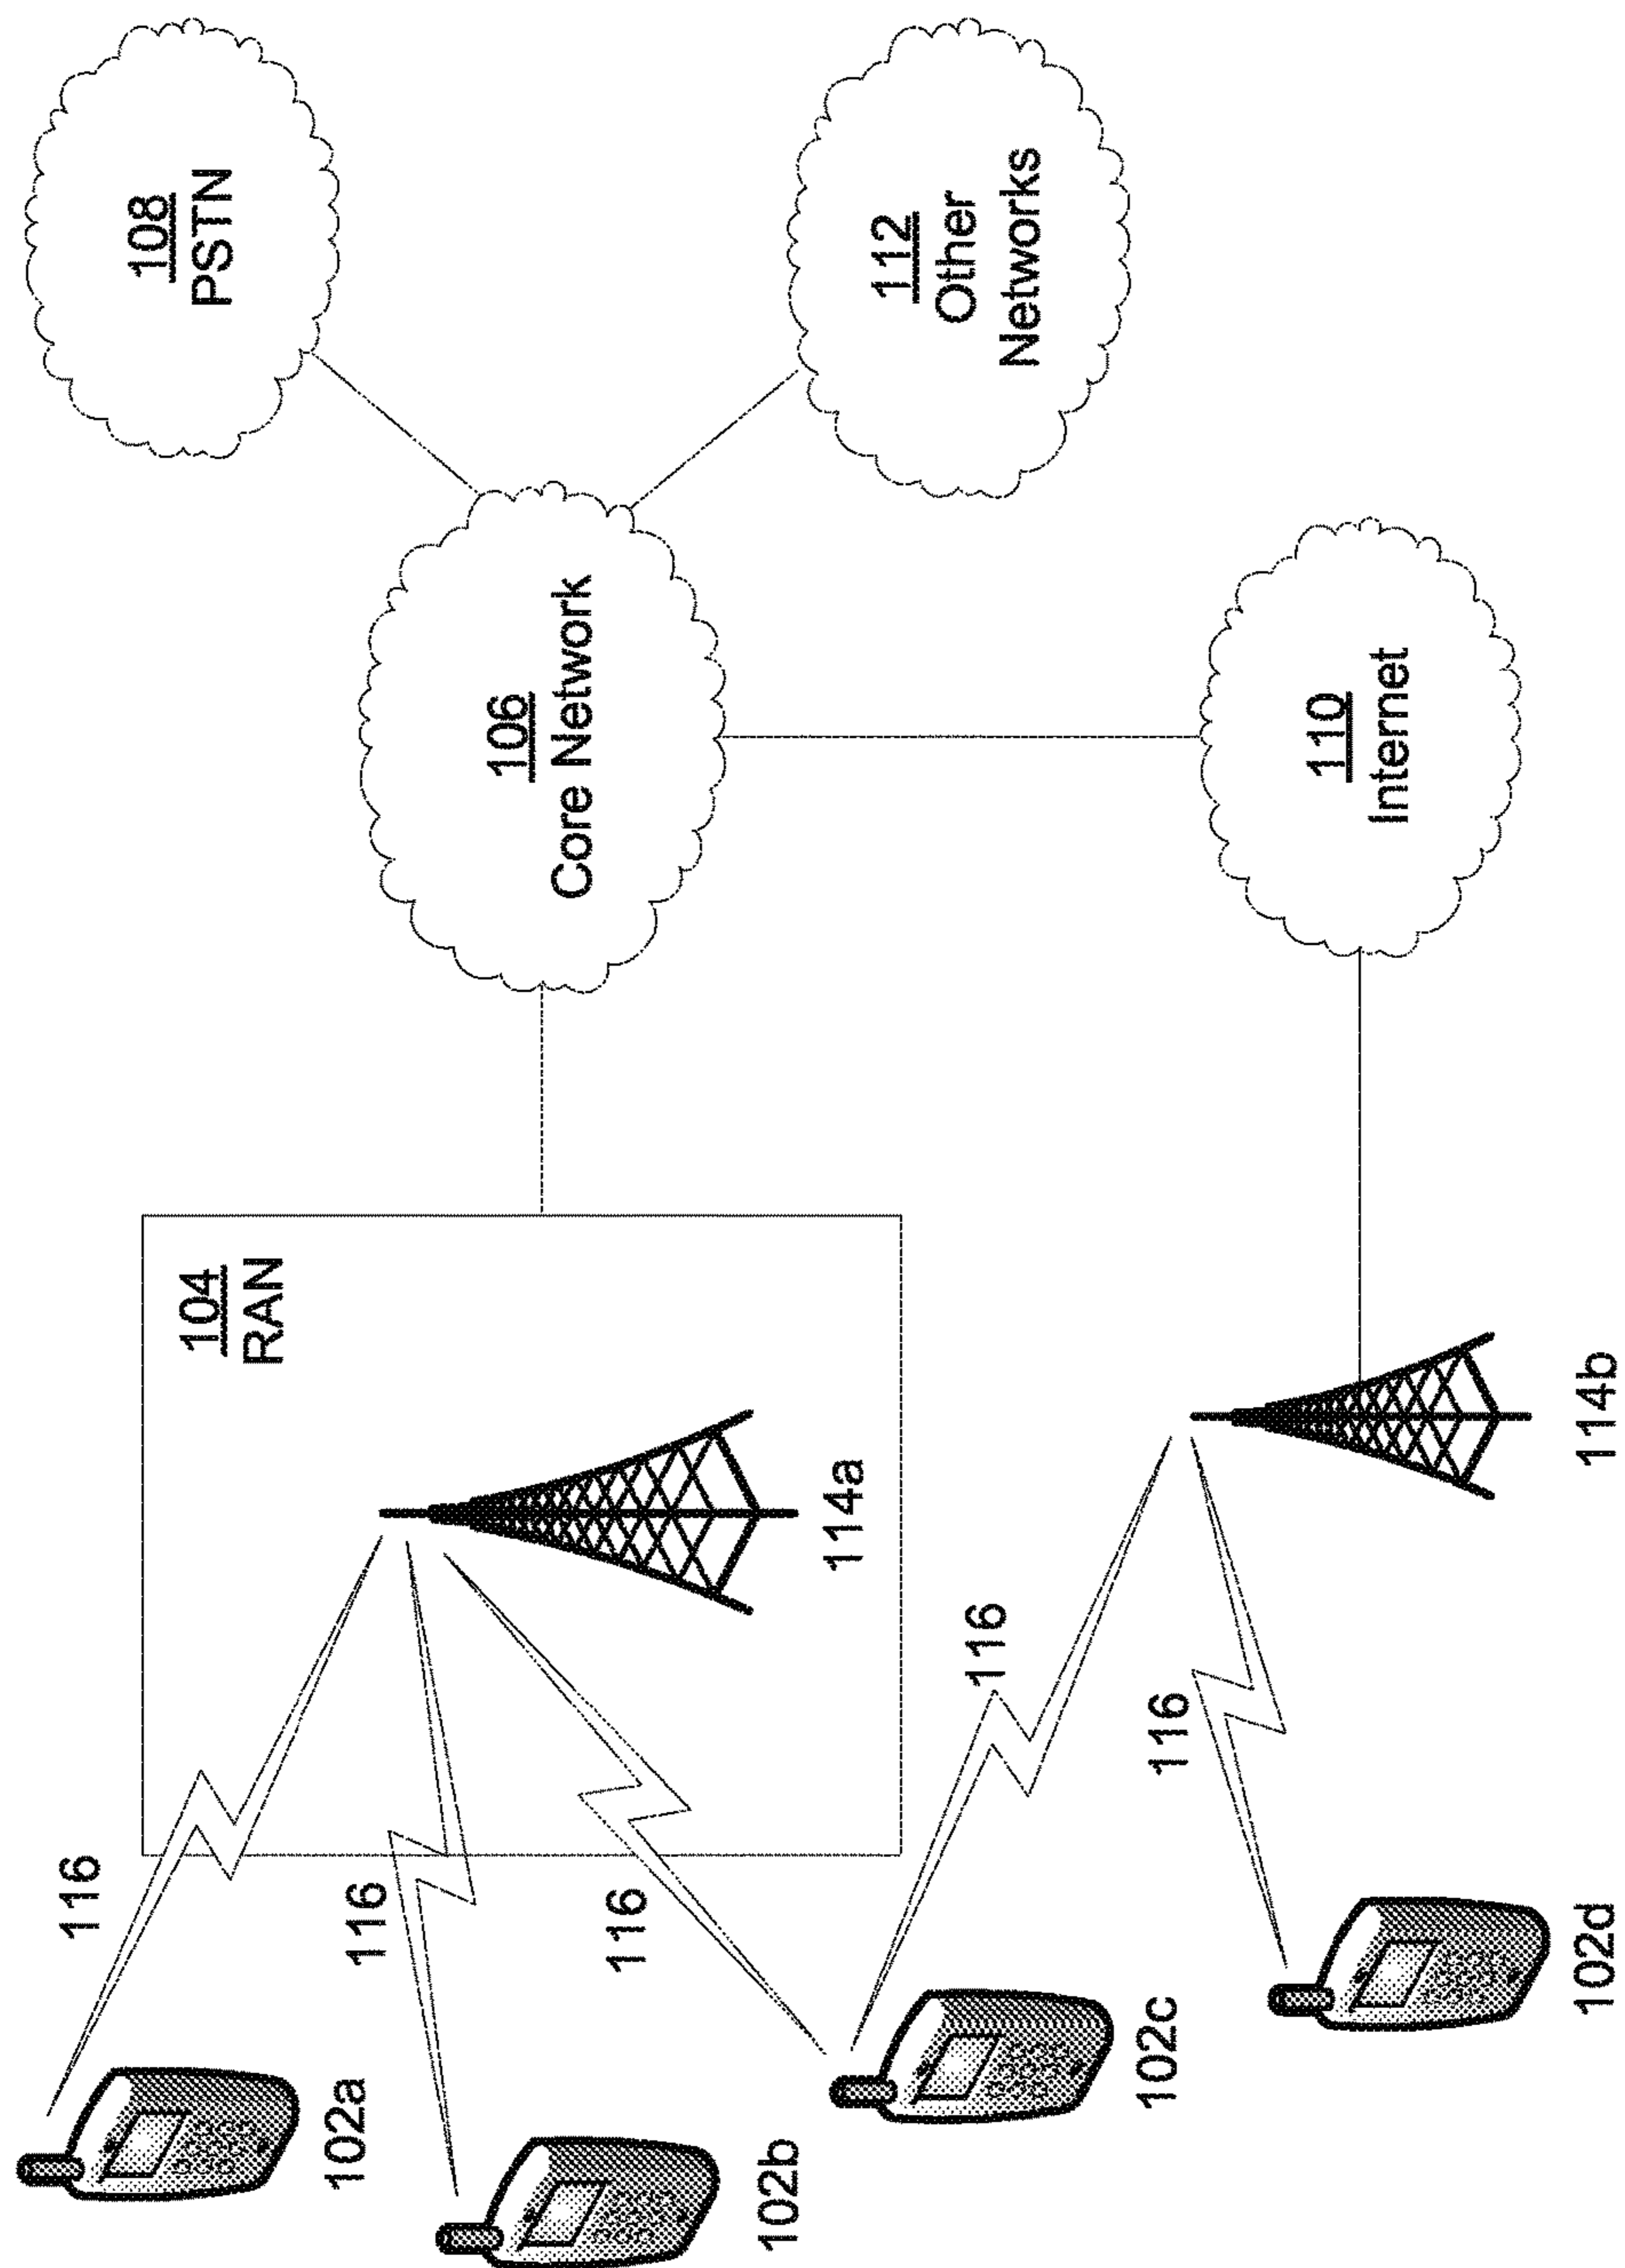 108
PSTN
104
RAN
116
102a
116
106
Core Network
116
102b
114a
112
Other
Networks
116
102c
116
110
Internet
102d
114b